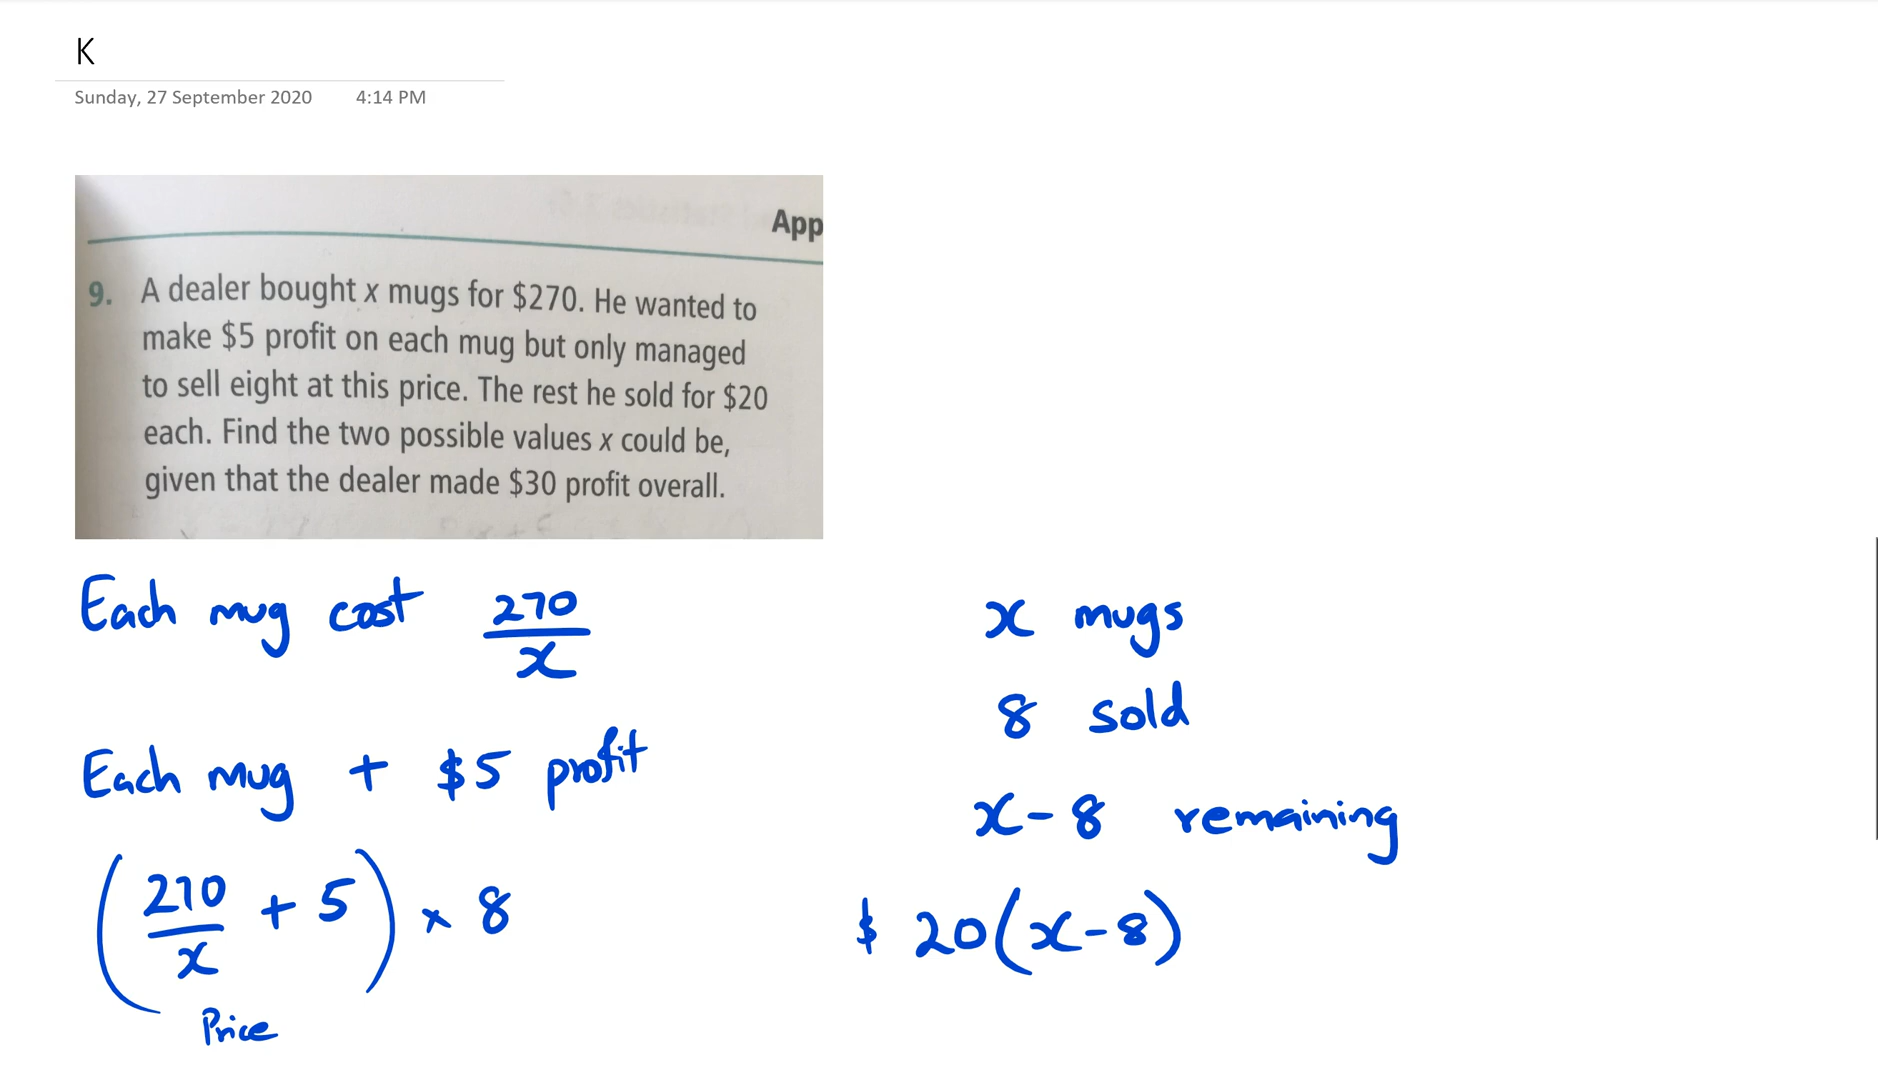 K
Sunday, 27 September 2020 4:14 PM
App
9. A dealer bought x mugs for $270. He wanted to
make $5 profit on each mug but only managed
to sell eight at this price. The rest he sold for $20
each. Find the two possible values x could be,
given that the dealer made $30 profit overall.
Each mug cost 270/x
Each mug + $5 profit
(270/x + 5) × 8
Price
x mugs
8 sold
x - 8 remaining
$ 20(x-8)